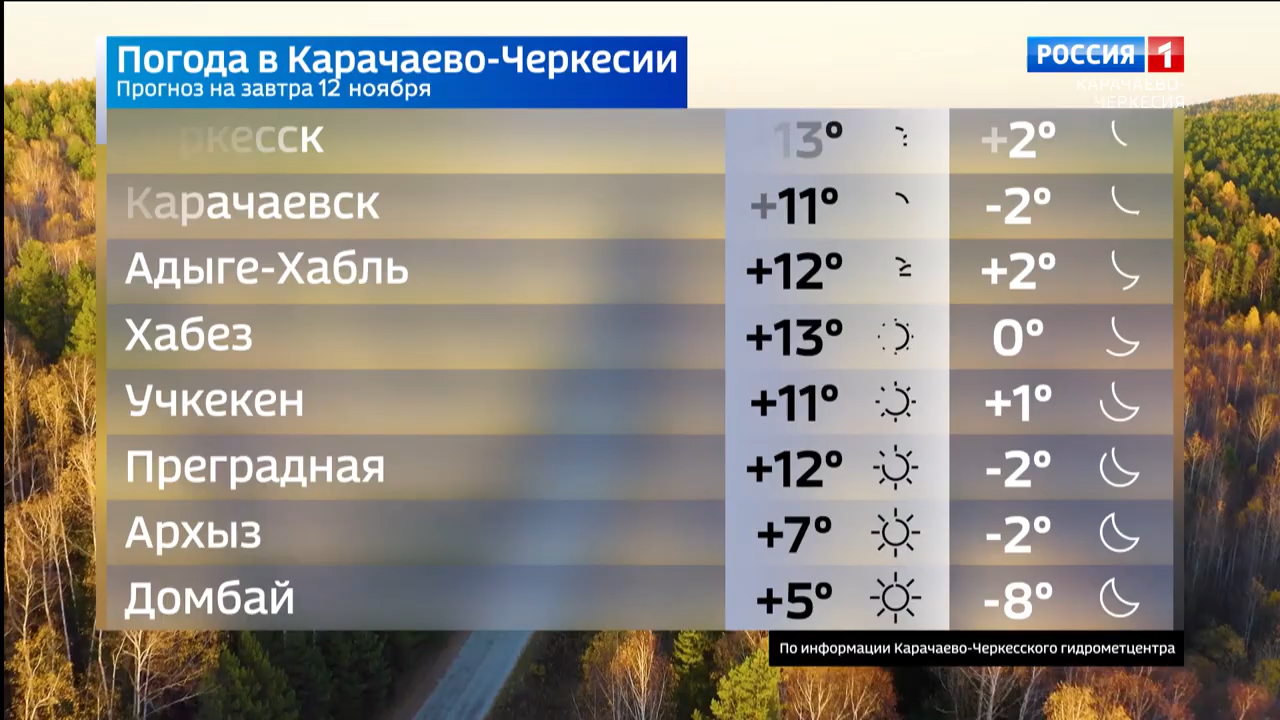 Погода в Карачаево-Черкесии
Прогноз на завтра 12 ноября
РОССИЯ 1
КАРАЧАЕВО-
ЧЕРКЕСИЯ
ркесск 13° +2°
Карачаевск +11° -2°
Адыге-Хабль +12° +2°
Хабез +13° 0°
Учкекен +11° +1°
Преградная +12° -2°
Архыз +7° -2°
Домбай +5° -8°
По информации Карачаево-Черкесского гидрометцентра